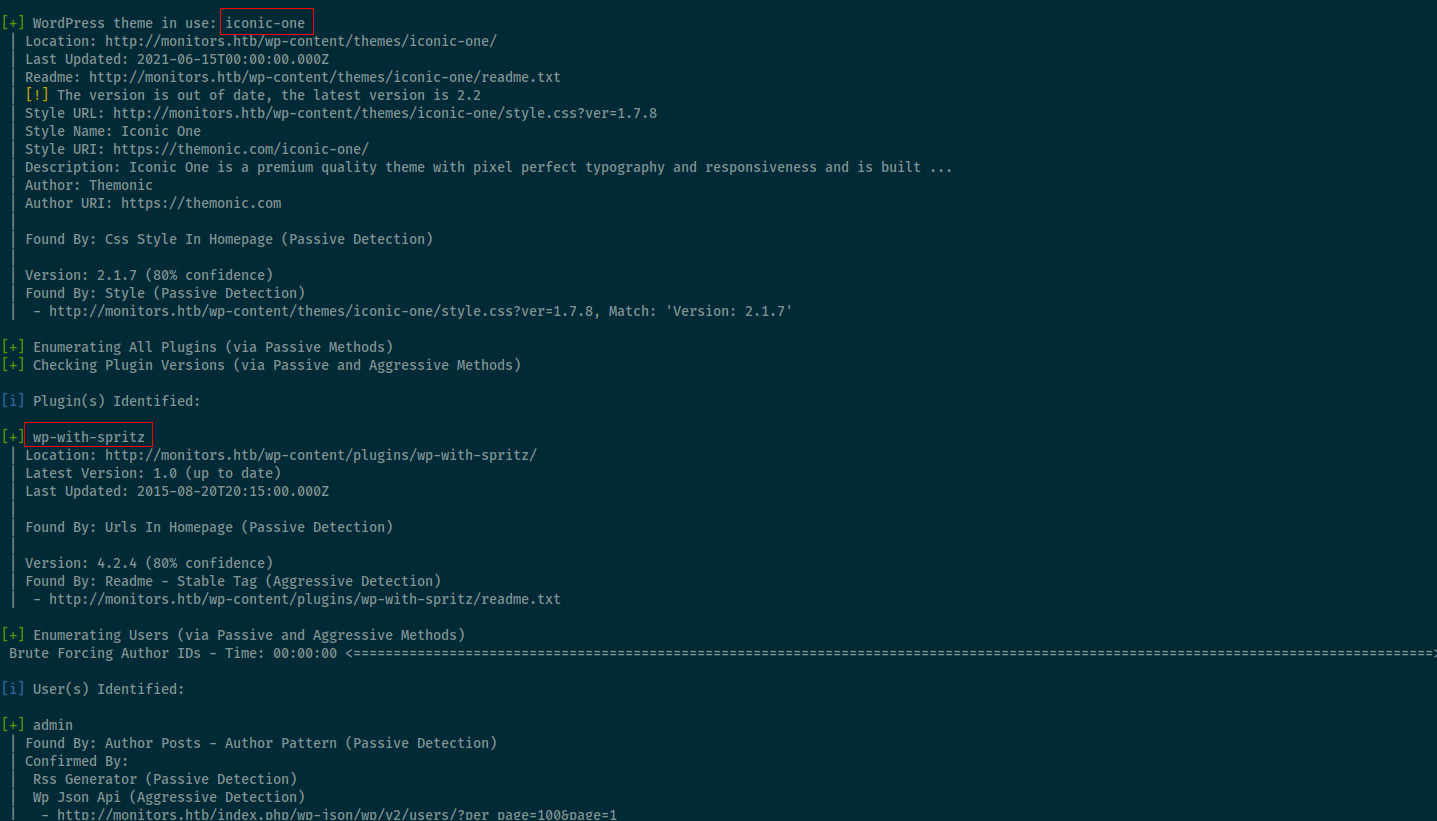 [+] WordPress theme in use: iconic-one
| Location: http://monitors.htb/wp-content/themes/iconic-one/
| Last Updated: 2021-06-15T00:00:00.000Z
| Readme: http://monitors.htb/wp-content/themes/iconic-one/readme.txt
| [!] The version is out of date, the latest version is 2.2
| Style URL: http://monitors.htb/wp-content/themes/iconic-one/style.css?ver=1.7.8
| Style Name: Iconic One
| Style URI: https://themonic.com/iconic-one/
| Description: Iconic One is a premium quality theme with pixel perfect typography and responsiveness and is built ...
| Author: Themonic
| Author URI: https://themonic.com
|
| Found By: Css Style In Homepage (Passive Detection)
|
| Version: 2.1.7 (80% confidence)
| Found By: Style (Passive Detection)
|  - http://monitors.htb/wp-content/themes/iconic-one/style.css?ver=1.7.8, Match: 'Version: 2.1.7'
[+] Enumerating All Plugins (via Passive Methods)
[+] Checking Plugin Versions (via Passive and Aggressive Methods)
[i] Plugin(s) Identified:
[+] wp-with-spritz
| Location: http://monitors.htb/wp-content/plugins/wp-with-spritz/
| Latest Version: 1.0 (up to date)
| Last Updated: 2015-08-20T20:15:00.000Z
|
| Found By: Urls In Homepage (Passive Detection)
|
| Version: 4.2.4 (80% confidence)
| Found By: Readme - Stable Tag (Aggressive Detection)
|  - http://monitors.htb/wp-content/plugins/wp-with-spritz/readme.txt
[+] Enumerating Users (via Passive and Aggressive Methods)
Brute Forcing Author IDs - Time: 00:00:00 <=======================================================================================================================================>
[i] User(s) Identified:
[+] admin
| Found By: Author Posts - Author Pattern (Passive Detection)
| Confirmed By:
|  Rss Generator (Passive Detection)
|  Wp Json Api (Aggressive Detection)
|   - http://monitors.htb/index.php/wp-json/wp/v2/users/?per_page=100&page=1